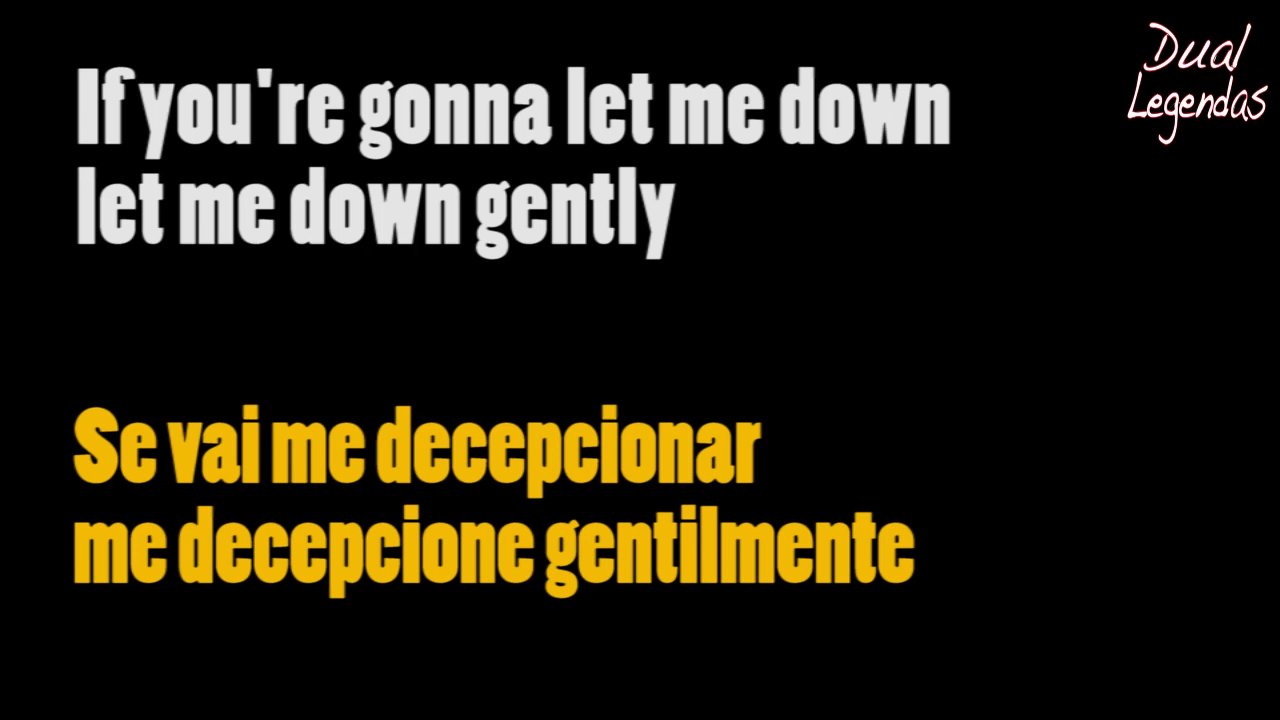 If you're gonna let me down
let me down gently
Se vai me decepcionar
me decepcione gentilmente
Dual
Legendas